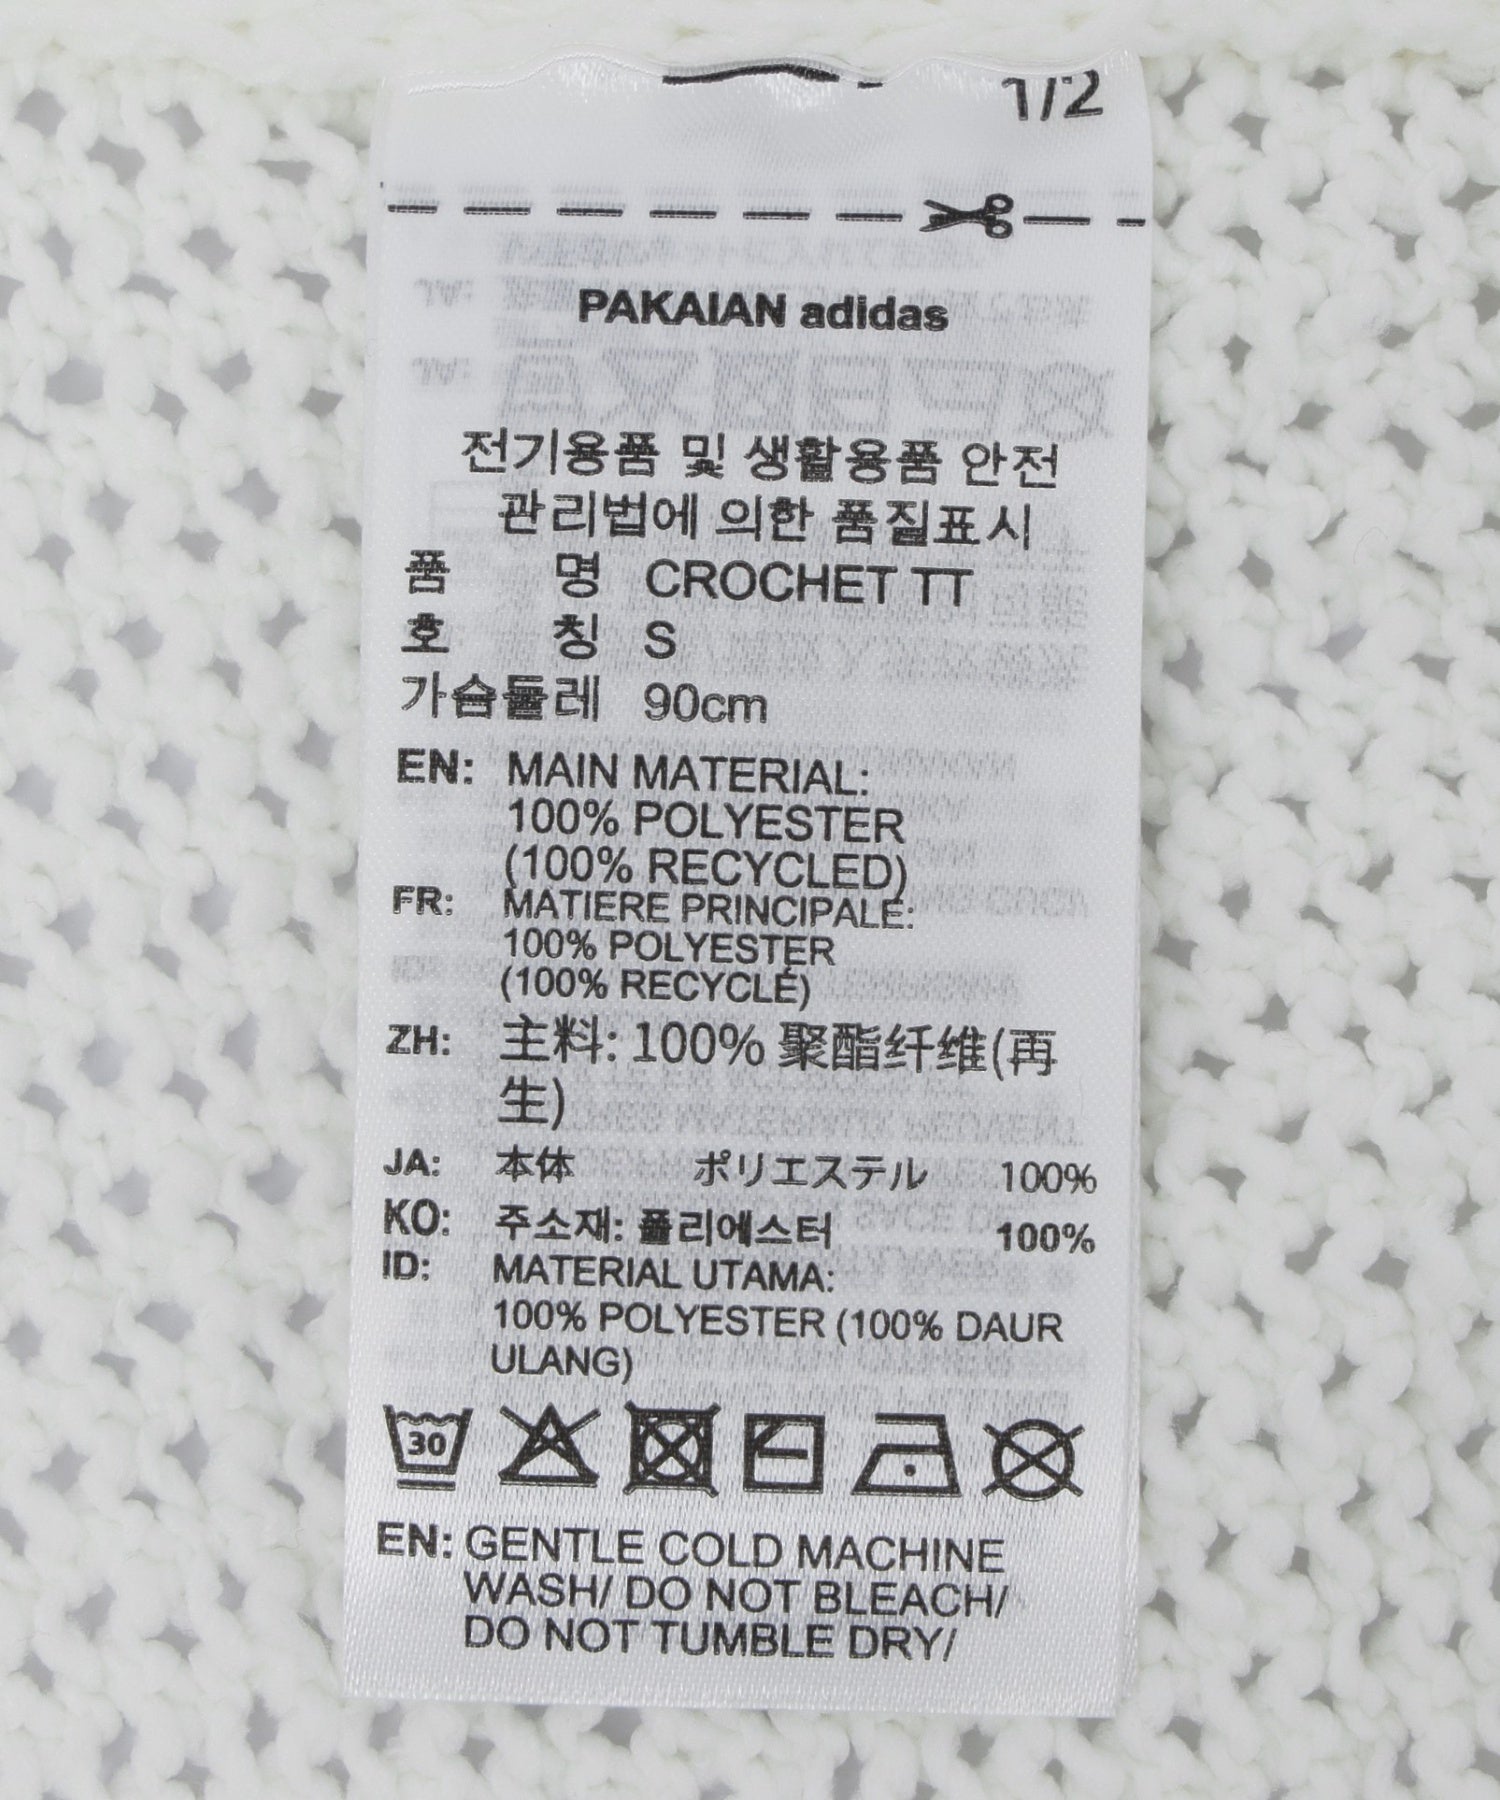 1/2
PAKAIAN adidas
전기용품 및 생활용품 안전
관리법에 의한 품질표시
품 명 CROCHET TT
호 칭 S
가슴둘레 90cm
EN: MAIN MATERIAL:
100% POLYESTER
(100% RECYCLED)
FR: MATIERE PRINCIPALE:
100% POLYESTER
(100% RECYCLÉ)
ZH: 主料: 100% 聚酯纤维(再
生)
JA: 本体 ポリエステル 100%
KO: 주소재: 폴리에스터 100%
ID: MATERIAL UTAMA:
100% POLYESTER (100% DAUR
ULANG)
30
EN: GENTLE COLD MACHINE
WASH/ DO NOT BLEACH/
DO NOT TUMBLE DRY/